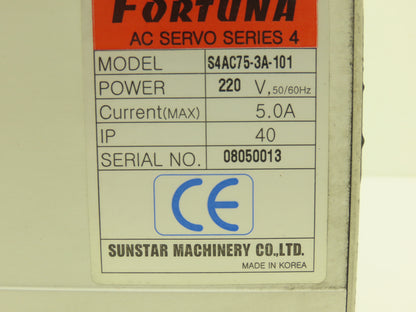 FORTUNA
AC SERVO SERIES 4
MODEL S4AC75-3A-101
POWER 220 V,50/60Hz
Current(MAX) 5.0A
IP 40
SERIAL NO. 08050013
CE
SUNSTAR MACHINERY CO.,LTD.
MADE IN KOREA